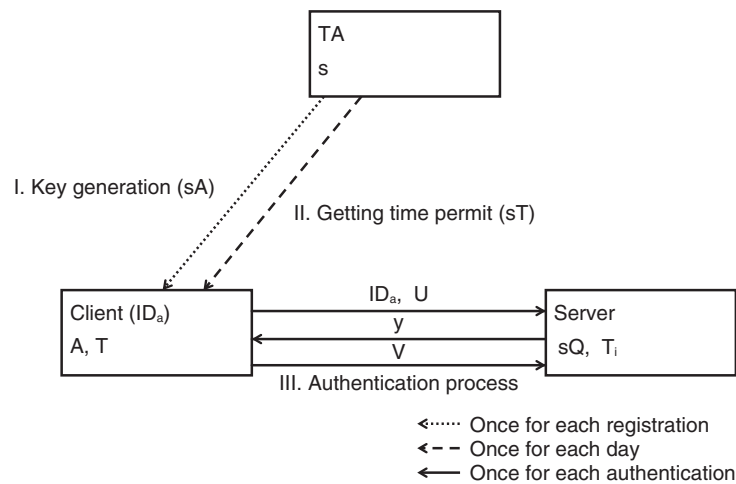 TA
s
I. Key generation (sA)
II. Getting time permit (sT)
Client (IDₐ)
A, T
IDₐ, U
y
V
III. Authentication process
Server
sQ, Tᵢ
Once for each registration
Once for each day
Once for each authentication